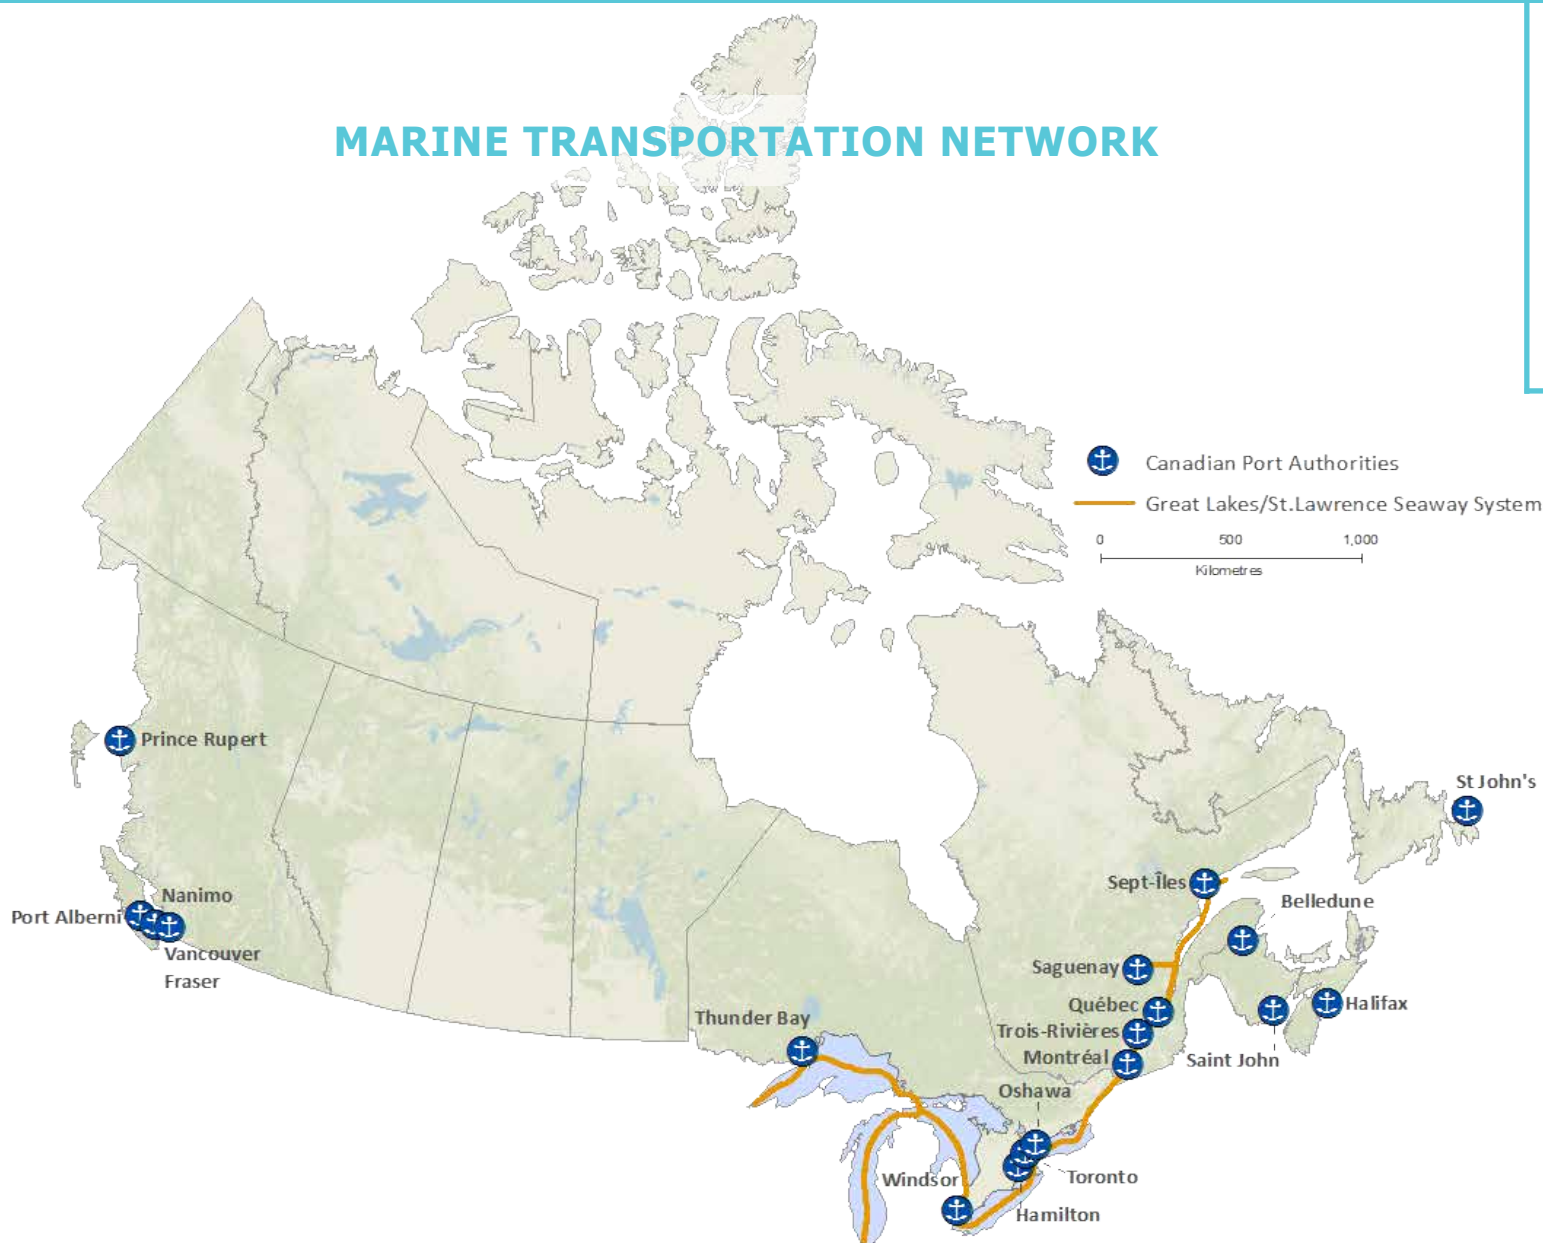 MARINE TRANSPORTATION NETWORK
Canadian Port Authorities
Great Lakes/St.Lawrence Seaway System
0 500 1,000
Kilometres
Prince Rupert
St John's
Sept-Îles
Belledune
Nanimo
Port Alberni
Vancouver
Fraser
Saguenay
Québec
Halifax
Thunder Bay
Trois-Rivières
Montréal
Saint John
Oshawa
Windsor
Toronto
Hamilton